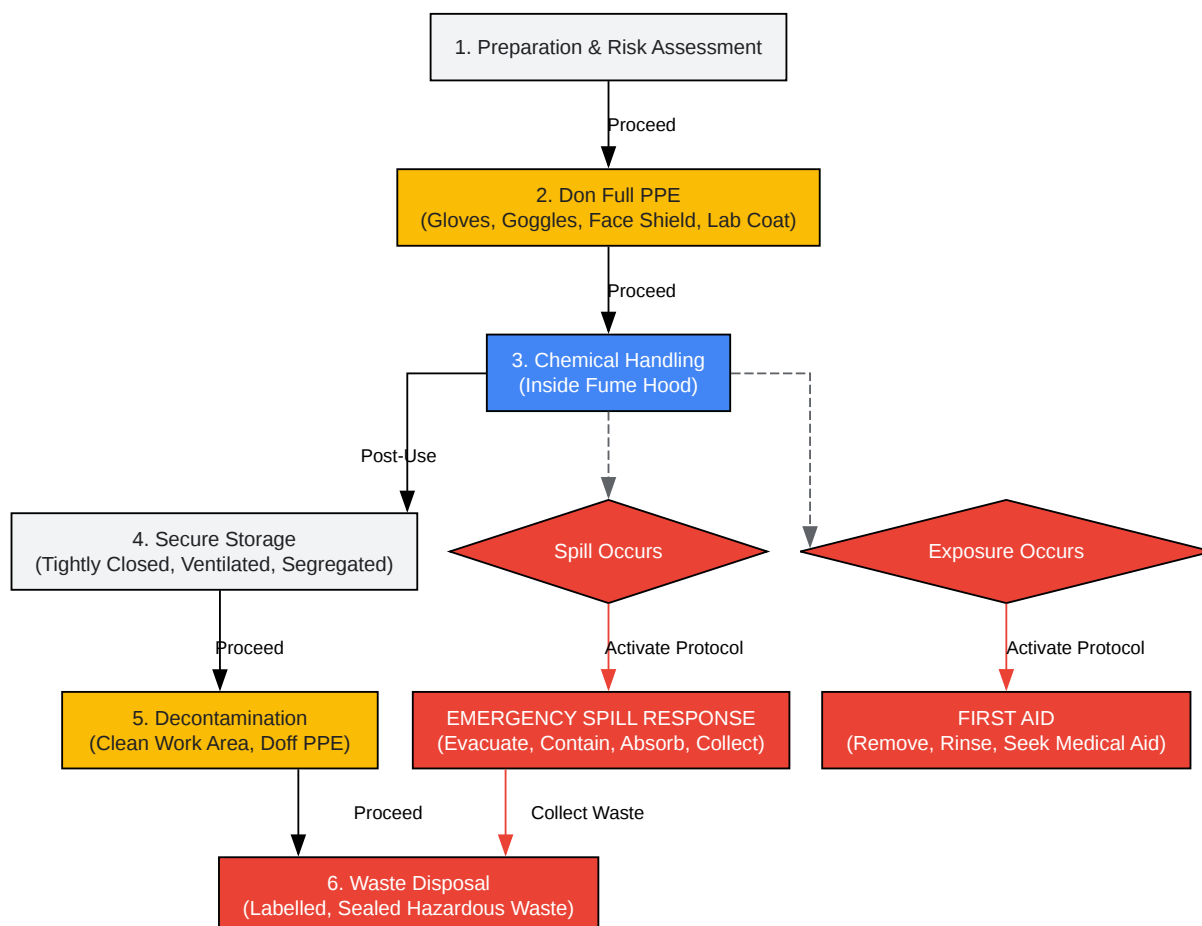 1. Preparation & Risk Assessment
Proceed
2. Don Full PPE
(Gloves, Goggles, Face Shield, Lab Coat)
Proceed
3. Chemical Handling
(Inside Fume Hood)
Post-Use
4. Secure Storage
(Tightly Closed, Ventilated, Segregated)
Spill Occurs
Exposure Occurs
Proceed
Activate Protocol
Activate Protocol
5. Decontamination
(Clean Work Area, Doff PPE)
EMERGENCY SPILL RESPONSE
(Evacuate, Contain, Absorb, Collect)
FIRST AID
(Remove, Rinse, Seek Medical Aid)
Proceed
Collect Waste
6. Waste Disposal
(Labelled, Sealed Hazardous Waste)